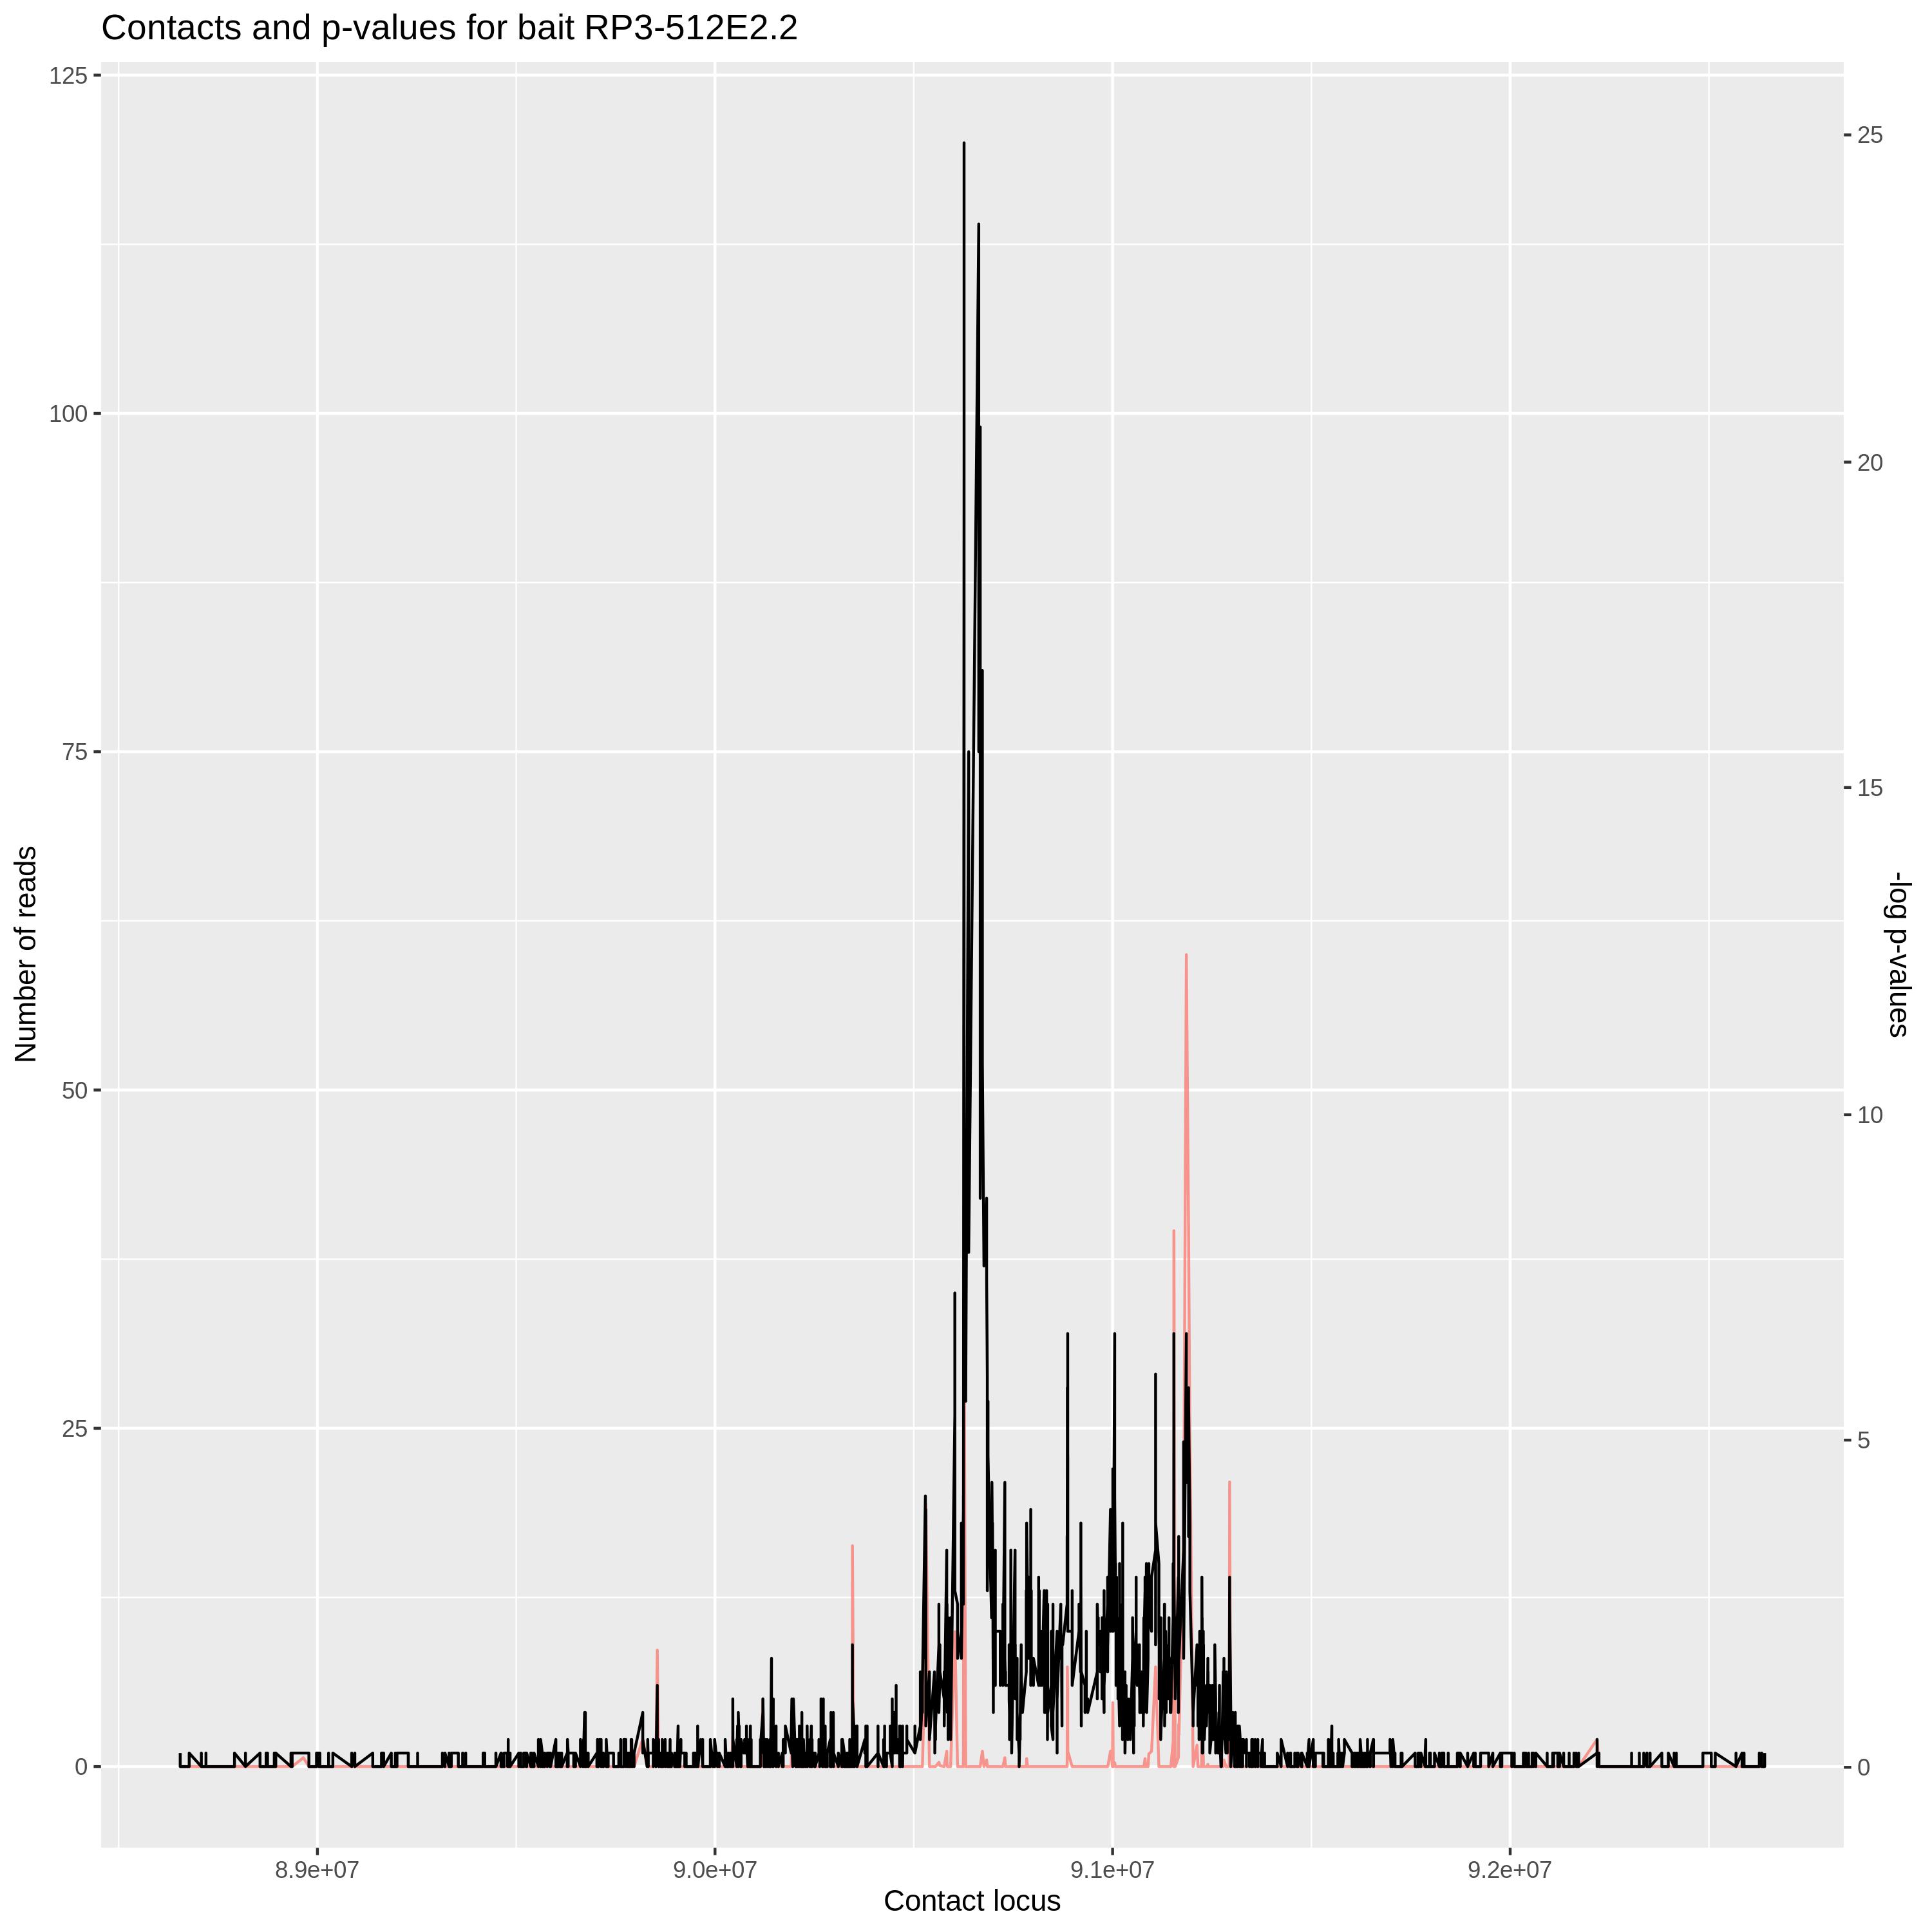 Contacts and p-values for bait RP3-512E2.2
125
100
75
50
25
0
Number of reads
25
20
15
10
5
0
-log p-values
8.9e+07 9.0e+07 9.1e+07 9.2e+07
Contact locus